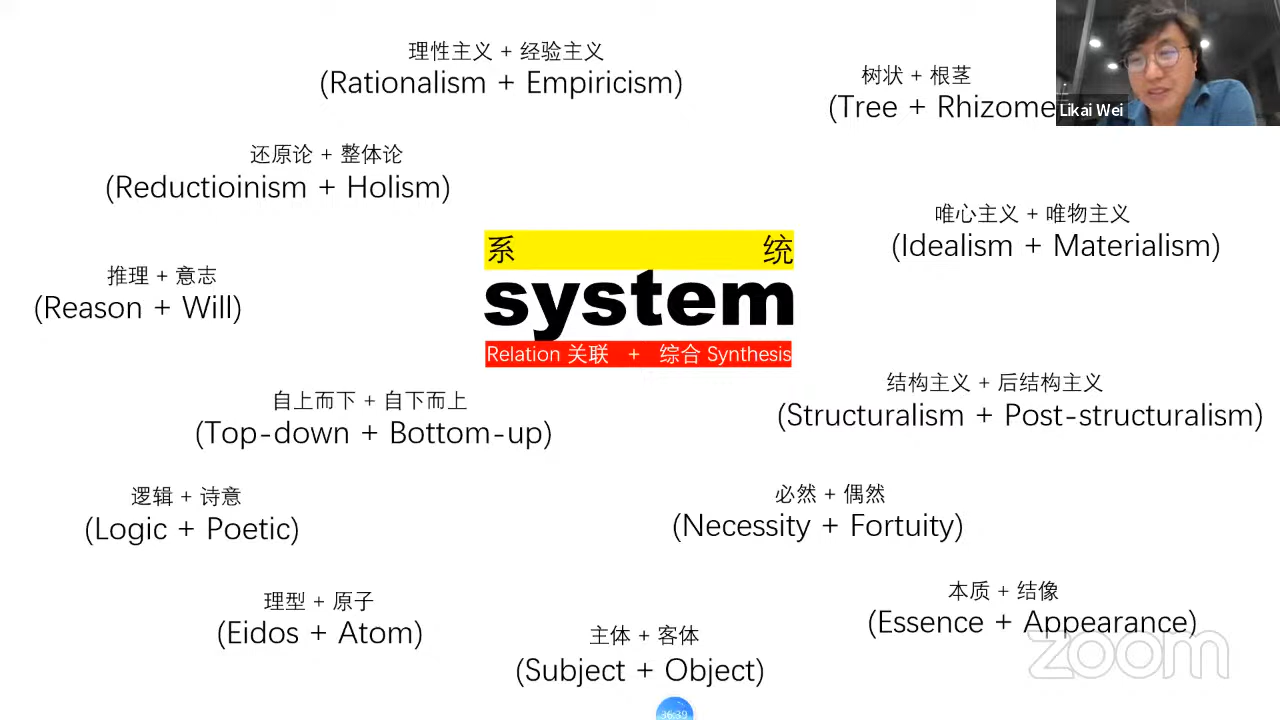 理性主义 + 经验主义
(Rationalism + Empiricism)
树状 + 根茎
(Tree + Rhizome
Likai Wei
还原论 + 整体论
(Reductioinism + Holism)
唯心主义 + 唯物主义
(Idealism + Materialism)
推理 + 意志
(Reason + Will)
系 统
system
Relation 关联 + 综合 Synthesis
自上而下 + 自下而上
(Top-down + Bottom-up)
结构主义 + 后结构主义
(Structuralism + Post-structuralism)
逻辑 + 诗意
(Logic + Poetic)
必然 + 偶然
(Necessity + Fortuity)
理型 + 原子
(Eidos + Atom)
本质 + 结像
(Essence + Appearance)
主体 + 客体
(Subject + Object)
zoom
36:39